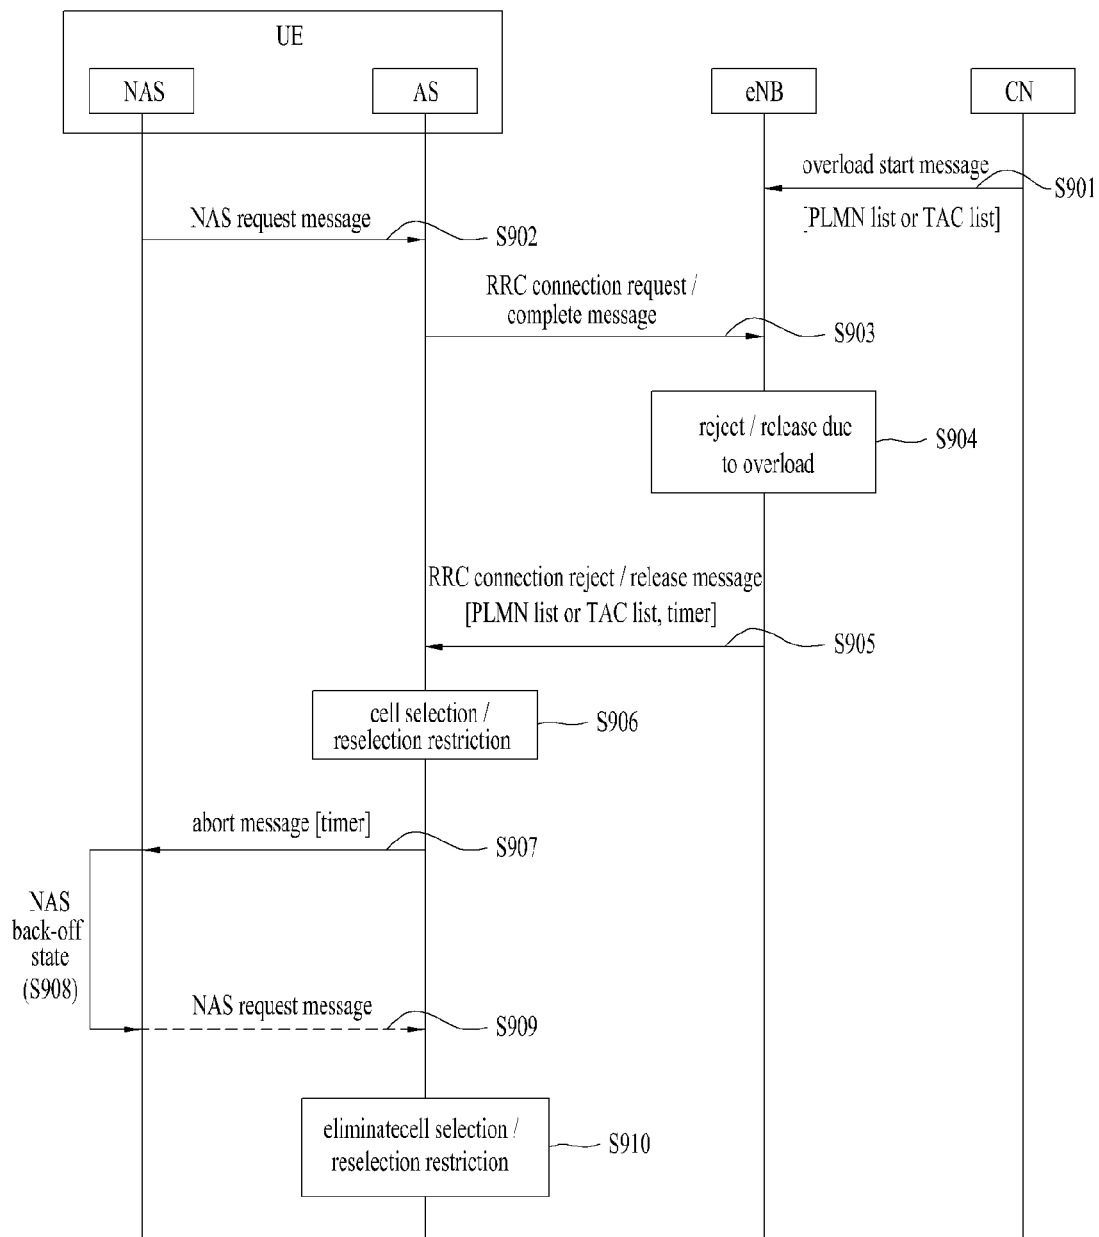 UE
NAS
AS
eNB
CN
overload start message
S901
[PLMN list or TAC list]
NAS request message
S902
RRC connection request /
complete message
S903
reject / release due
to overload
S904
RRC connection reject / release message
[PLMN list or TAC list, timer]
S905
cell selection /
reselection restriction
S906
abort message [timer]
S907
NAS
back-off
state
(S908)
NAS request message
S909
eliminatecell selection /
reselection restriction
S910